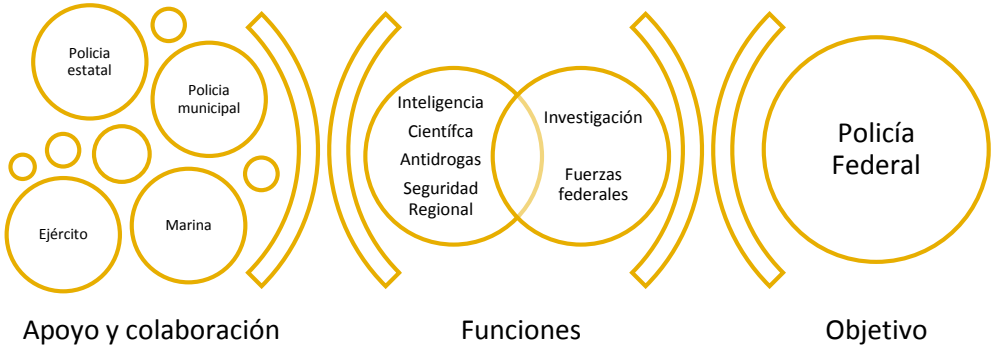 Policia
estatal
Policia
municipal
Ejército
Marina
Apoyo y colaboración
Inteligencia
Científca
Antidrogas
Seguridad
Regional
Investigación
Fuerzas
federales
Funciones
Policía
Federal
Objetivo